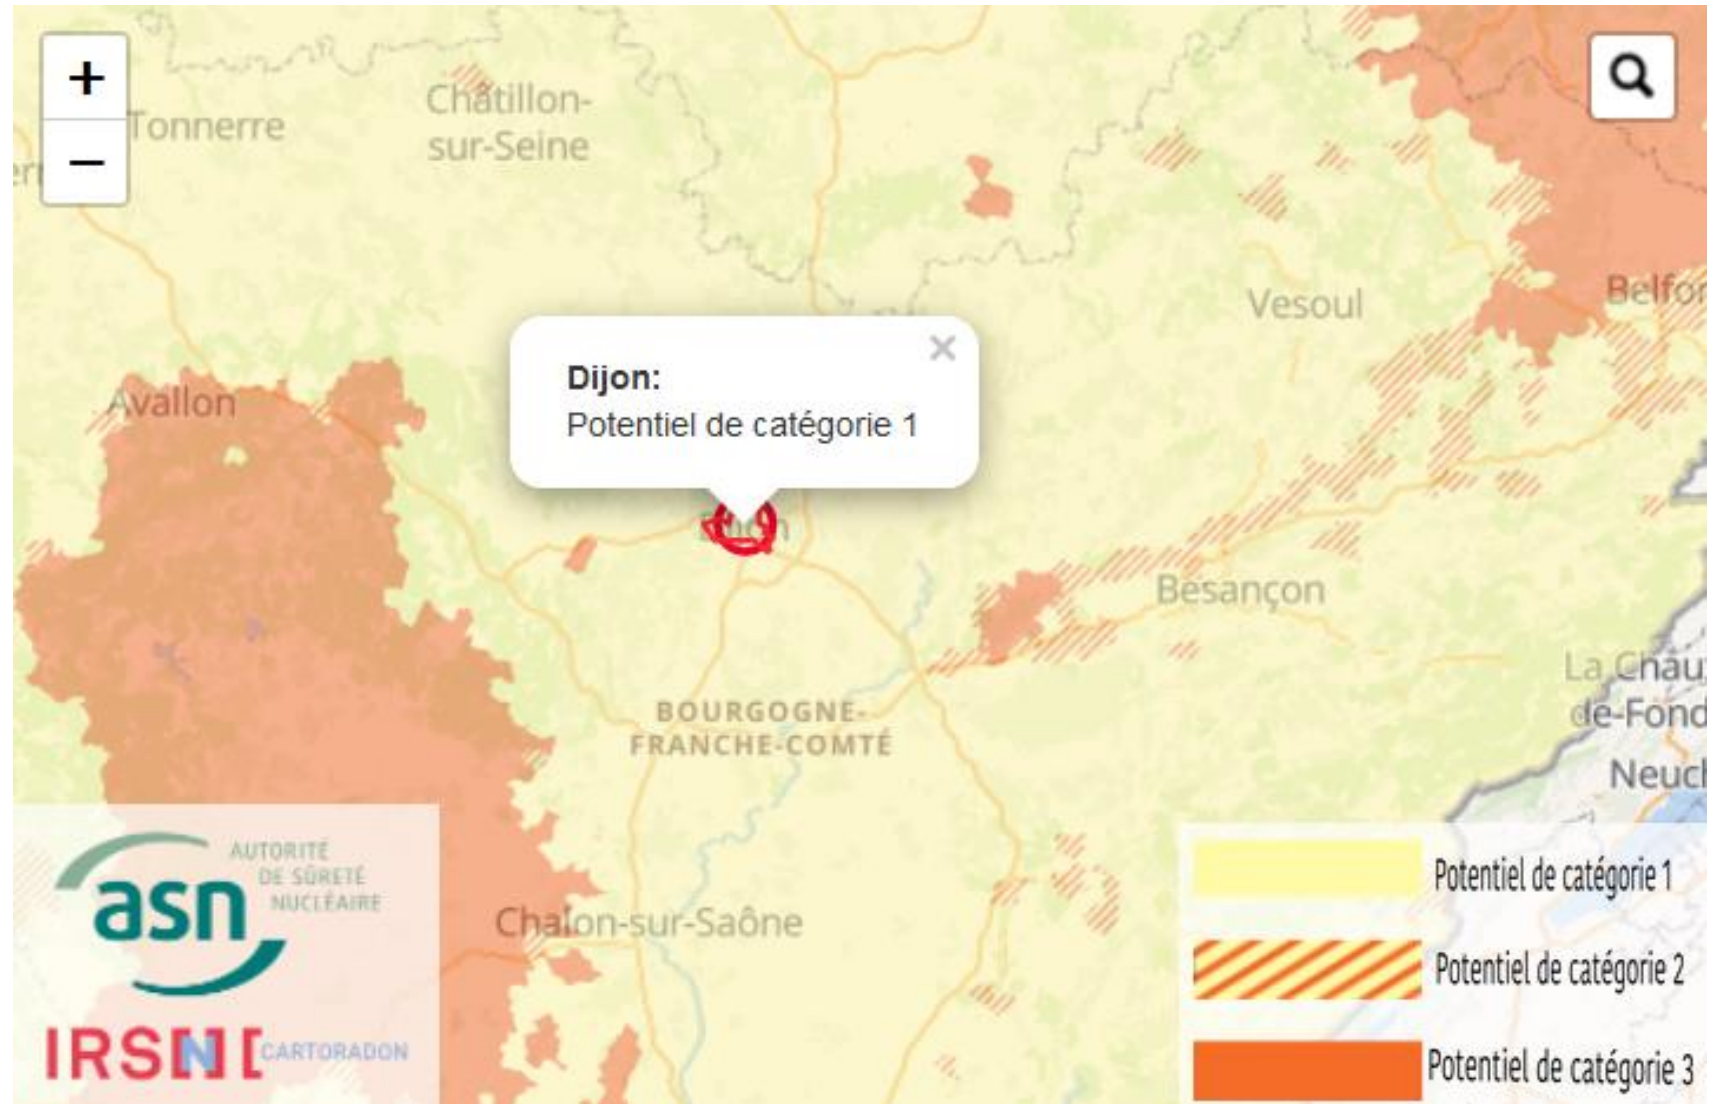 +
Châtillon-
sur-Seine
Tonnerre
−
Vesoul
Belfor
Dijon:
Potentiel de catégorie 1
×
Avallon
Besançon
La Chau
de-Fond
BOURGOGNE-
FRANCHE-COMTÉ
Neuch
Chalon-sur-Saône
asn
AUTORITÉ
DE SÛRETÉ
NUCLÉAIRE
IRSN [
CARTORADON
Potentiel de catégorie 1
Potentiel de catégorie 2
Potentiel de catégorie 3